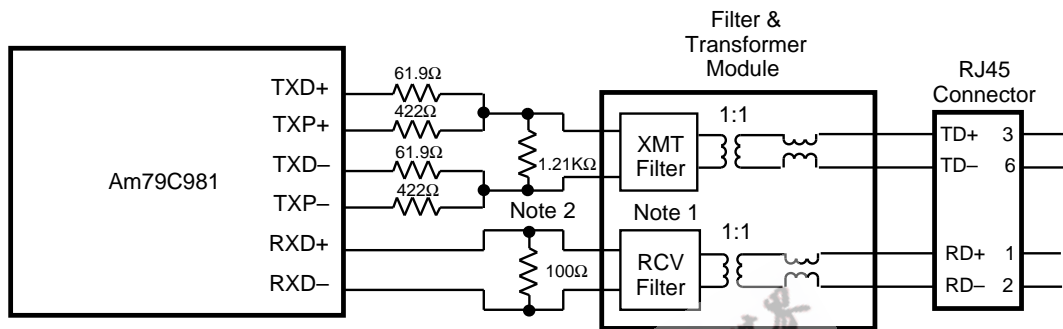 Filter &
Transformer
Module
RJ45
Connector
Am79C981
TXD+
61.9Ω
TXP+
422Ω
TXD–
61.9Ω
TXP–
422Ω
1.21KΩ
RXD+
RXD–
Note 2
100Ω
XMT
Filter
1:1
Note 1
RCV
Filter
1:1
TD+ 3
TD– 6
RD+ 1
RD– 2